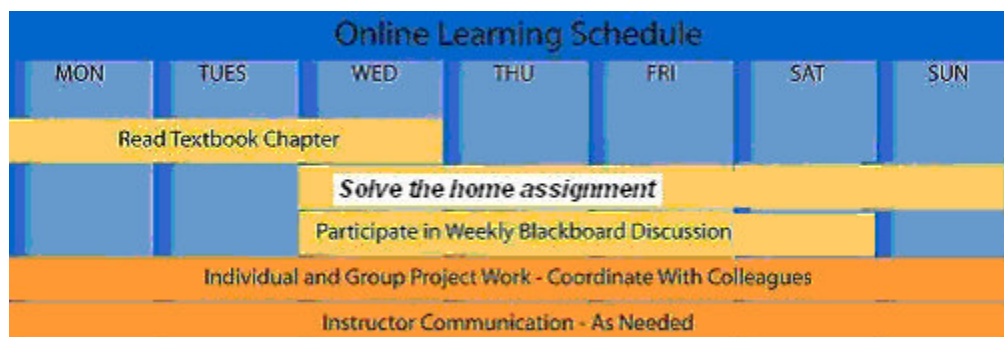 Online Learning Schedule
MON TUES WED THU FRI SAT SUN
Read Textbook Chapter
Solve the home assignment
Participate in Weekly Blackboard Discussion
Individual and Group Project Work - Coordinate With Colleagues
Instructor Communication - As Needed